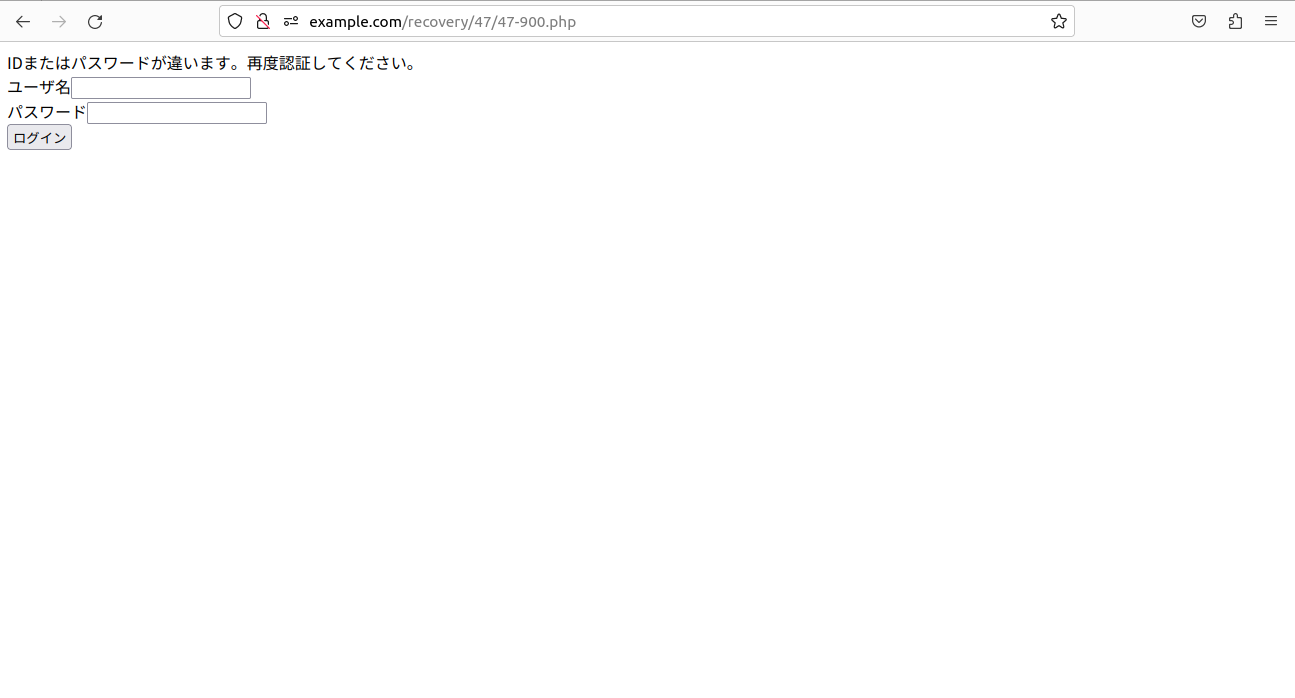 example.com/recovery/47/47-900.php
IDまたはパスワードが違います。再度認証してください。
ユーザ名
パスワード
ログイン